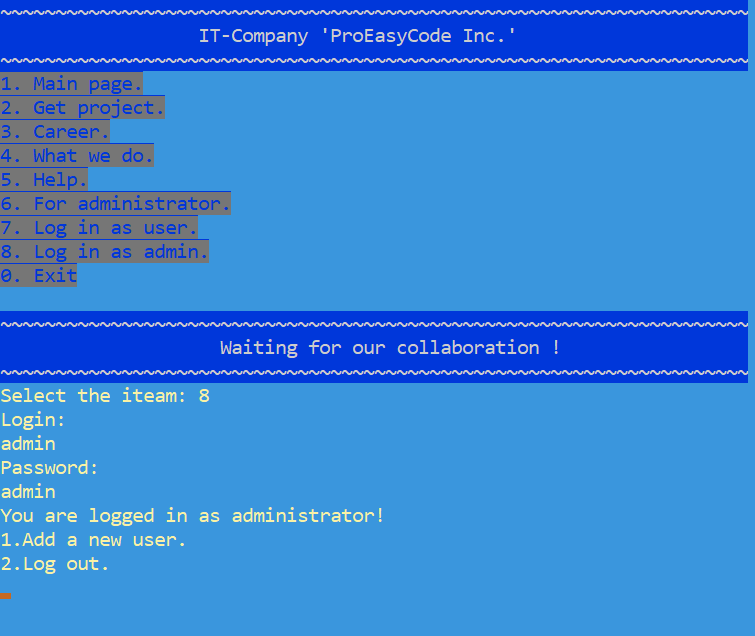 ~~~~~~~~~~~~~~~~~~~~~~~~~~~~~~~~~~~~~~~~~~~~~~~~~~~~~~~~~~~~~~~~~~~~
IT-Company 'ProEasyCode Inc.'
~~~~~~~~~~~~~~~~~~~~~~~~~~~~~~~~~~~~~~~~~~~~~~~~~~~~~~~~~~~~~~~~~~~~
1. Main page.
2. Get project.
3. Career.
4. What we do.
5. Help.
6. For administrator.
7. Log in as user.
8. Log in as admin.
0. Exit
~~~~~~~~~~~~~~~~~~~~~~~~~~~~~~~~~~~~~~~~~~~~~~~~~~~~~~~~~~~~~~~~~~~~
Waiting for our collaboration !
~~~~~~~~~~~~~~~~~~~~~~~~~~~~~~~~~~~~~~~~~~~~~~~~~~~~~~~~~~~~~~~~~~~~
Select the iteam: 8
Login:
admin
Password:
admin
You are logged in as administrator!
1.Add a new user.
2.Log out.